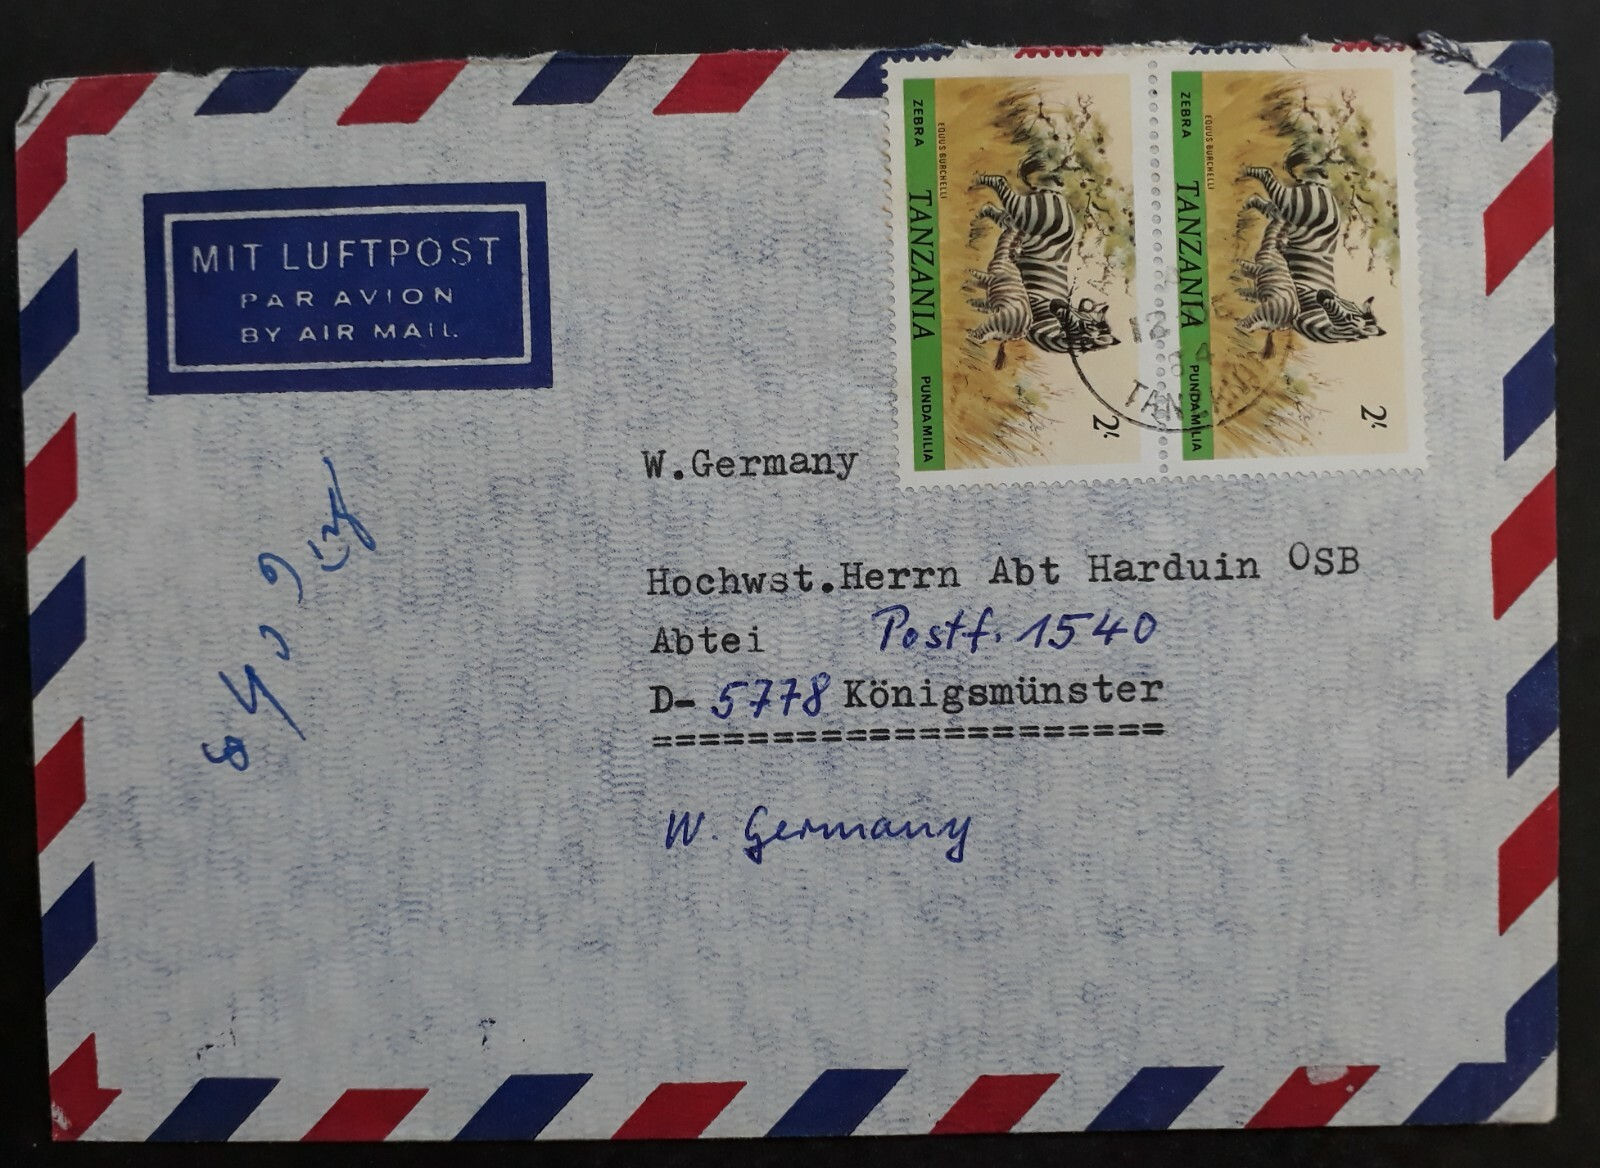 MIT LUFTPOST
PAR AVION
BY AIR MAIL
ZEBRA EQUUS BURCHELLI
TANZANIA
PUNDA MILIA
2/-
ZEBRA EQUUS BURCHELLI
TANZANIA
PUNDA MILIA
2/-
W.Germany
Hochwst.Herrn Abt Harduin OSB
Abtei Postf. 1540
D- 5778 Königsmünster
=====================
W. Germany